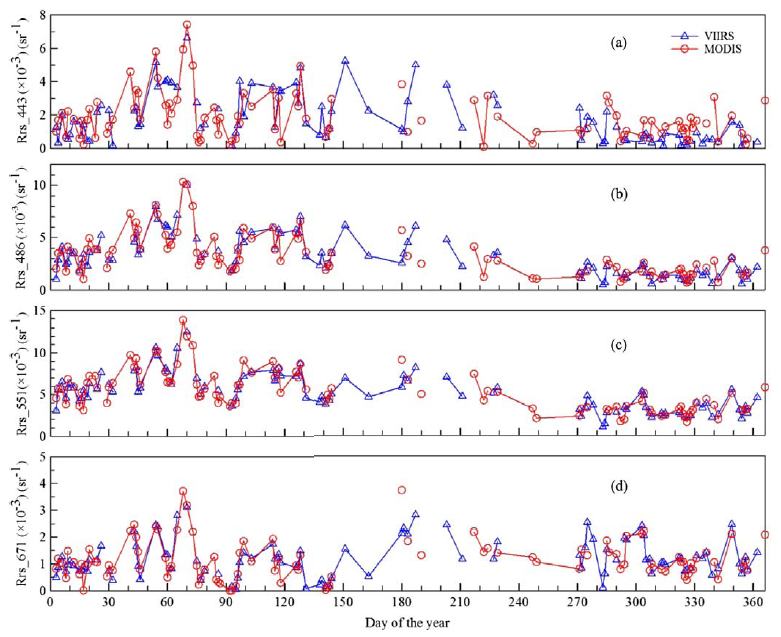 Rrs_443 (×10⁻³) (sr⁻¹)
8
6
4
2
0
(a)
VIIRS
MODIS
Rrs_486 (×10⁻³) (sr⁻¹)
10
5
0
(b)
Rrs_551 (×10⁻³) (sr⁻¹)
15
10
5
0
(c)
Rrs_671 (×10⁻³) (sr⁻¹)
5
4
3
2
1
0
(d)
0 30 60 90 120 150 180 210 240 270 300 330 360
Day of the year